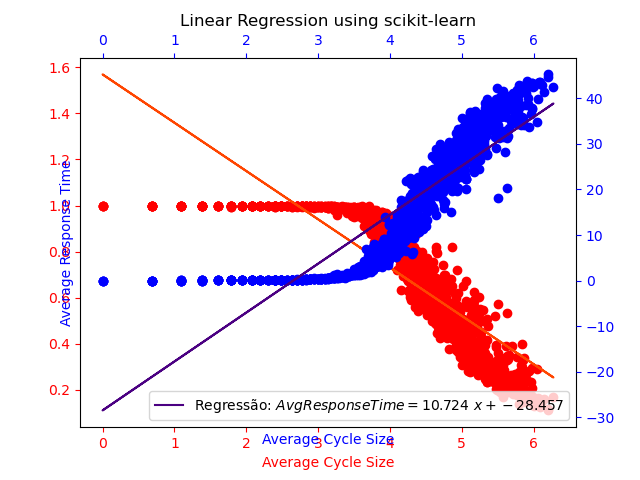 Linear Regression using scikit-learn
0 1 2 3 4 5 6
1.6
1.4
1.2
1.0
0.8
0.6
0.4
0.2
Average Response Time
40
30
20
10
0
−10
−20
−30
Regressão: AvgResponseTime = 10.724 x + −28.457
0 1 2 3 4 5 6
Average Cycle Size
Average Cycle Size